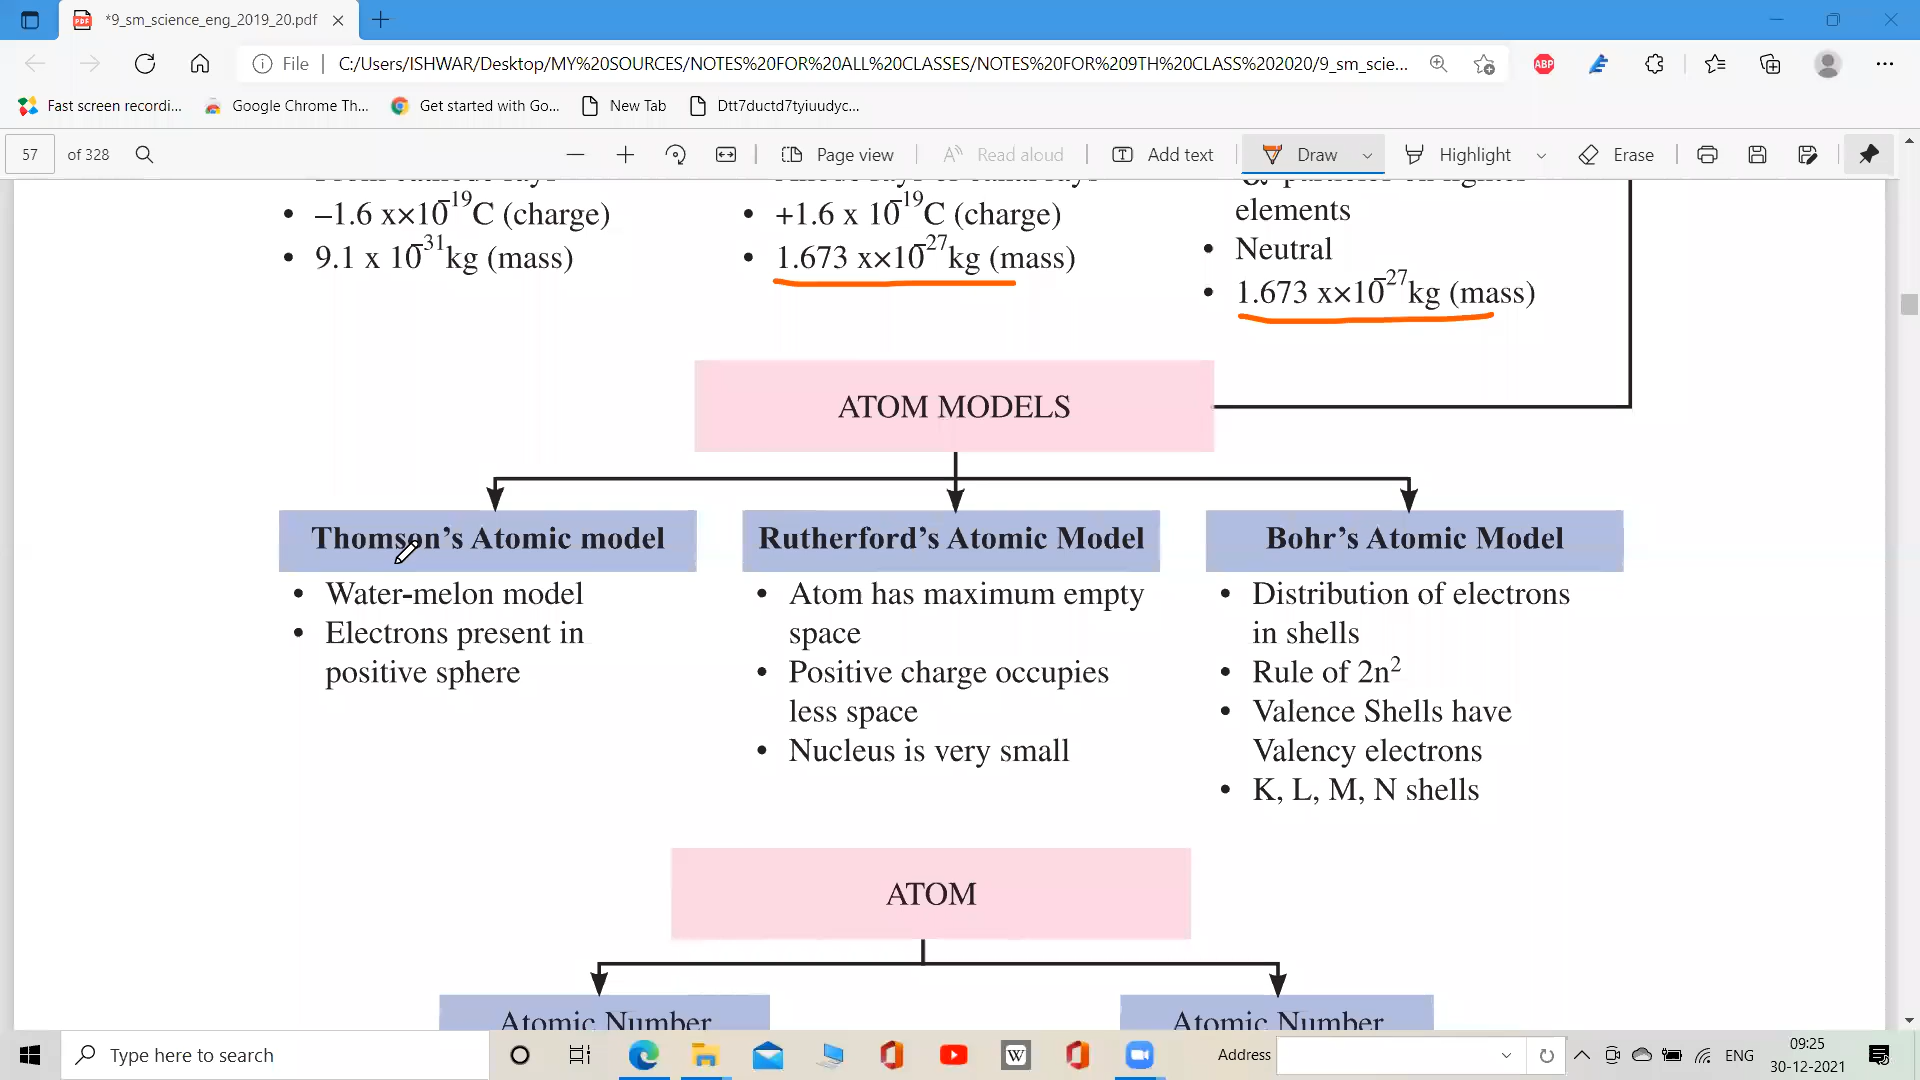 *9_sm_science_eng_2019_20.pdf
File
C:/Users/ISHWAR/Desktop/MY%20SOURCES/NOTES%20FOR%20ALL%20CLASSES/NOTES%20FOR%209TH%20CLASS%202020/9_sm_scie...
ABP
Fast screen recordi...
Google Chrome Th...
Get started with Go...
New Tab
Dtt7ductd7tyiuudyc...
57 of 328
Page view
Read aloud
Add text
Draw
Highlight
Erase
• –1.6 x×10⁻¹⁹C (charge)
• 9.1 x 10⁻³¹kg (mass)
• +1.6 x 10⁻¹⁹C (charge)
• 1.673 x×10⁻²⁷kg (mass)
elements
• Neutral
• 1.673 x×10⁻²⁷kg (mass)
ATOM MODELS
Thomson's Atomic model
• Water-melon model
• Electrons present in
positive sphere
Rutherford's Atomic Model
• Atom has maximum empty
space
• Positive charge occupies
less space
• Nucleus is very small
Bohr's Atomic Model
• Distribution of electrons
in shells
• Rule of 2n²
• Valence Shells have
Valency electrons
• K, L, M, N shells
ATOM
Atomic Number
Atomic Number
Type here to search
W
Address
ENG
09:25
30-12-2021